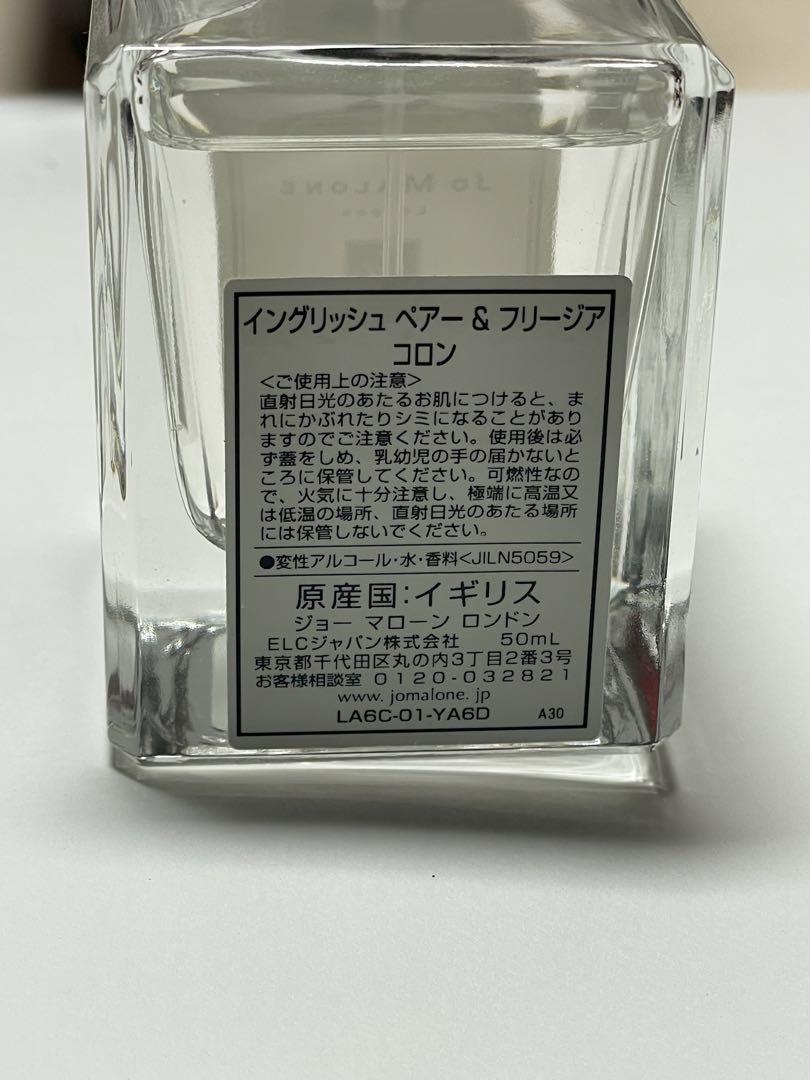 JO MALONE
LONDON
イングリッシュ ペアー & フリージア
コロン
<ご使用上の注意>
直射日光のあたるお肌につけると、ま
れにかぶれたりシミになることがあり
ますのでご注意ください。使用後は必
ず蓋をしめ、乳幼児の手の届かないと
ころに保管してください。可燃性なの
で、火気に十分注意し、極端に高温又
は低温の場所、直射日光のあたる場所
には保管しないでください。
●変性アルコール・水・香料<JILN5059>
原産国:イギリス
ジョー マローン ロンドン
ELCジャパン株式会社 50mL
東京都千代田区丸の内3丁目2番3号
お客様相談室 0120-032821
www.jomalone.jp
LA6C-01-YA6D A30